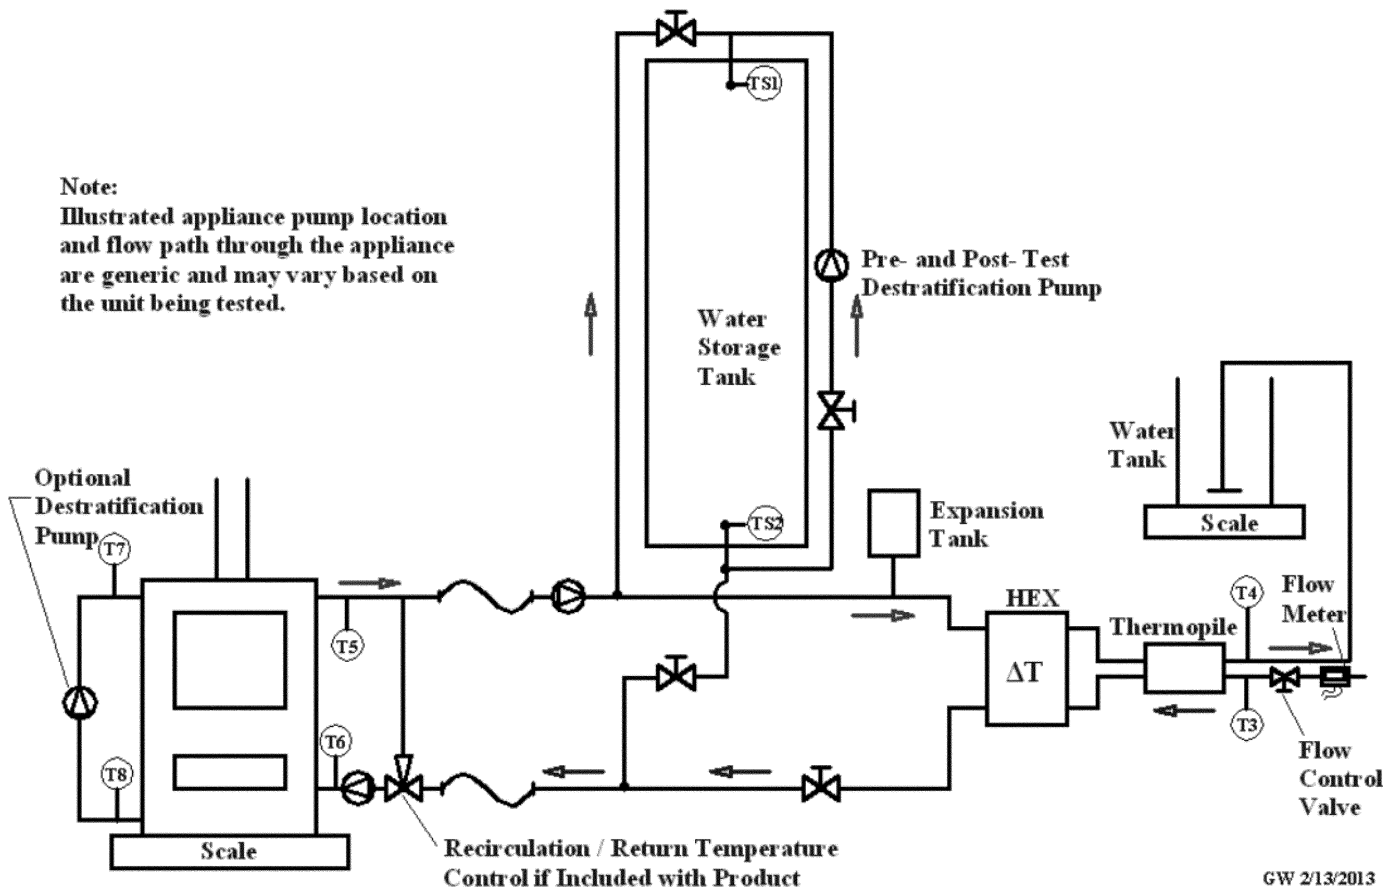 TS1
Note:
Illustrated appliance pump location
and flow path through the appliance
are generic and may vary based on
the unit being tested.
Pre- and Post- Test
Destratification Pump
Water
Storage
Tank
Water
Tank
Scale
Optional
Destratification
Pump
T7
TS2
Expansion
Tank
HEX
ΔT
Thermopile
T4
Flow
Meter
T5
T6
T8
T3
Flow
Control
Valve
Scale
Recirculation / Return Temperature
Control if Included with Product
GW 2/13/2013